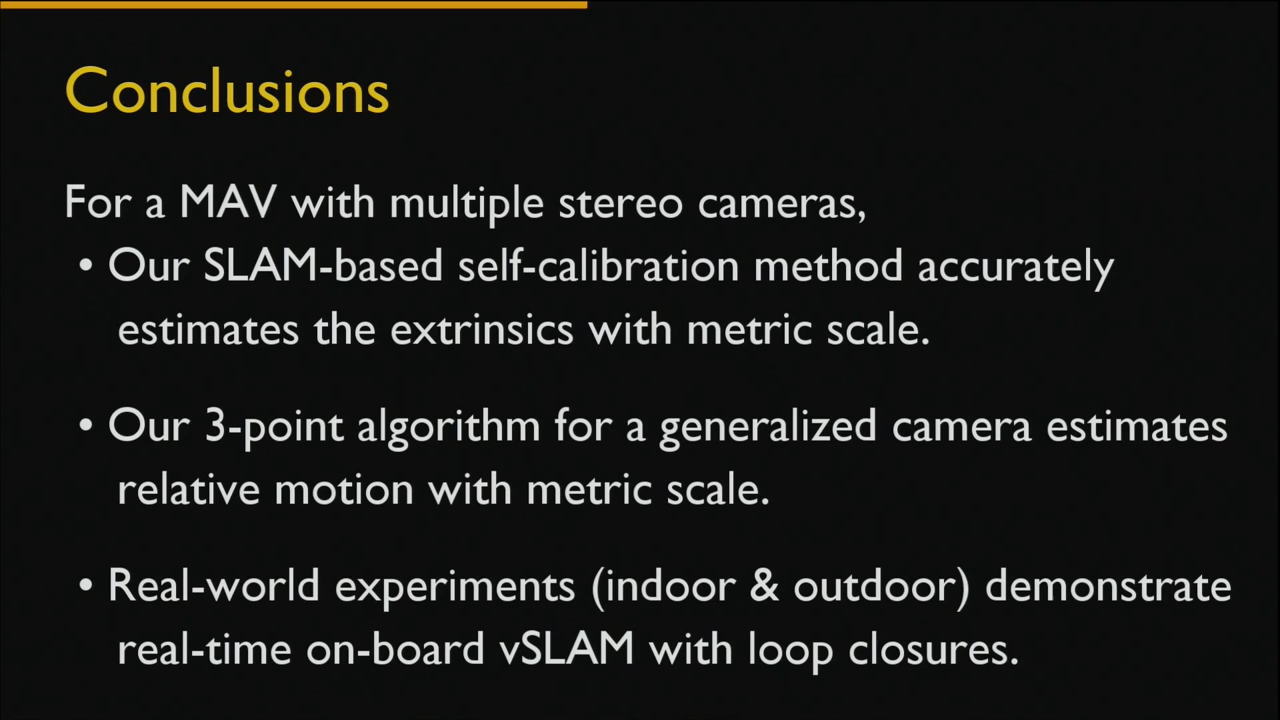 Conclusions
For a MAV with multiple stereo cameras,
• Our SLAM-based self-calibration method accurately
estimates the extrinsics with metric scale.
• Our 3-point algorithm for a generalized camera estimates
relative motion with metric scale.
• Real-world experiments (indoor & outdoor) demonstrate
real-time on-board vSLAM with loop closures.